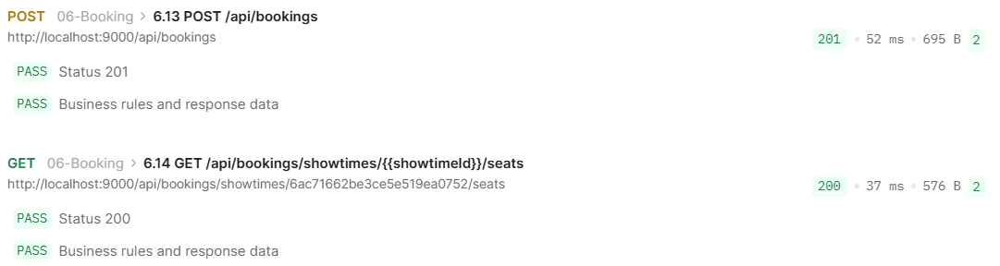 POST 06-Booking > 6.13 POST /api/bookings
http://localhost:9000/api/bookings 201 • 52 ms • 695 B 2
PASS Status 201
PASS Business rules and response data
GET 06-Booking > 6.14 GET /api/bookings/showtimes/{{showtimeId}}/seats
http://localhost:9000/api/bookings/showtimes/6ac71662be3ce5e519ea0752/seats 200 • 37 ms • 576 B 2
PASS Status 200
PASS Business rules and response data